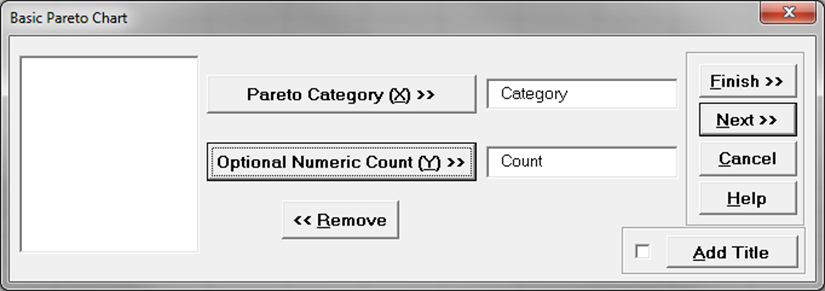 Basic Pareto Chart
Pareto Category (X) >>
Category
Optional Numeric Count (Y) >>
Count
<< Remove
Finish >>
Next >>
Cancel
Help
Add Title